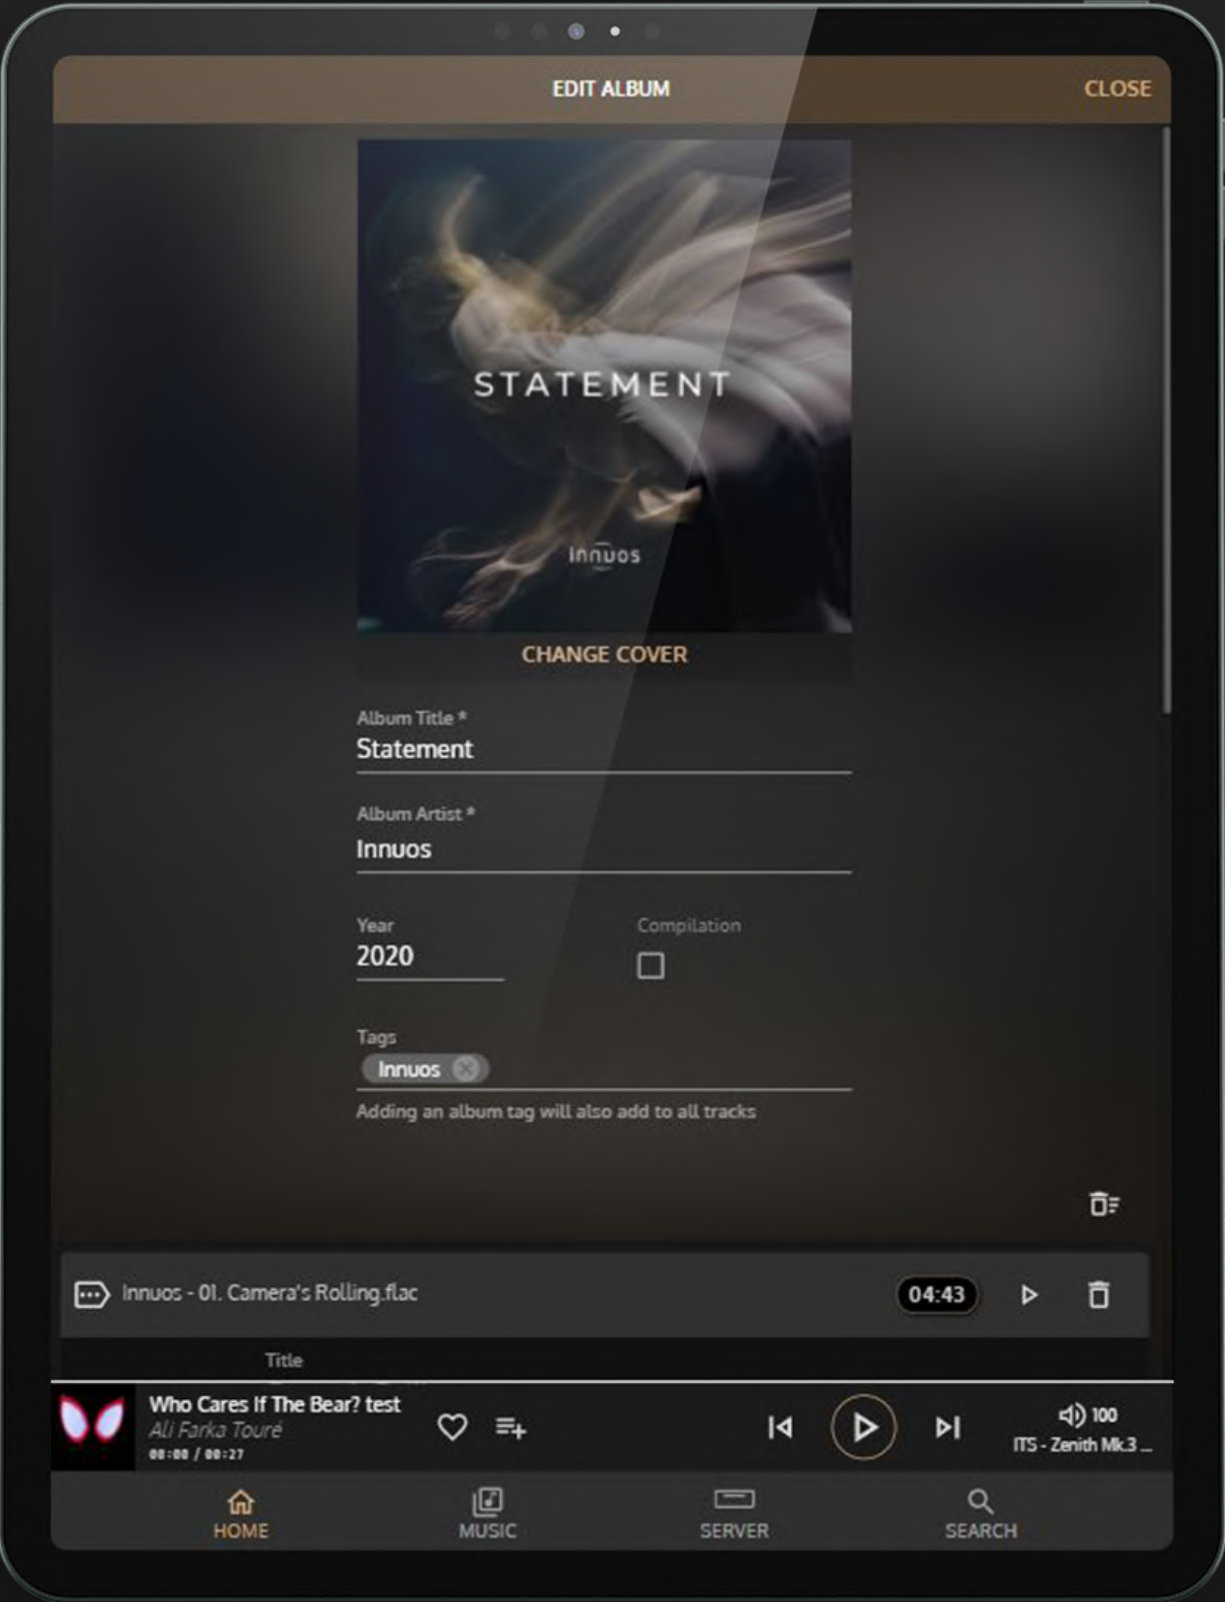 EDIT ALBUM
CLOSE
STATEMENT
Innuos
CHANGE COVER
Album Title *
Statement
Album Artist *
Innuos
Year
Compilation
2020
Tags
Innuos
Adding an album tag will also add to all tracks
Innuos - 01. Camera's Rolling.flac
04:43
Title
Who Cares If The Bear? test
Ali Farka Touré
00:00 / 00:27
100
ITS - Zenith Mk.3 ...
HOME
MUSIC
SERVER
SEARCH